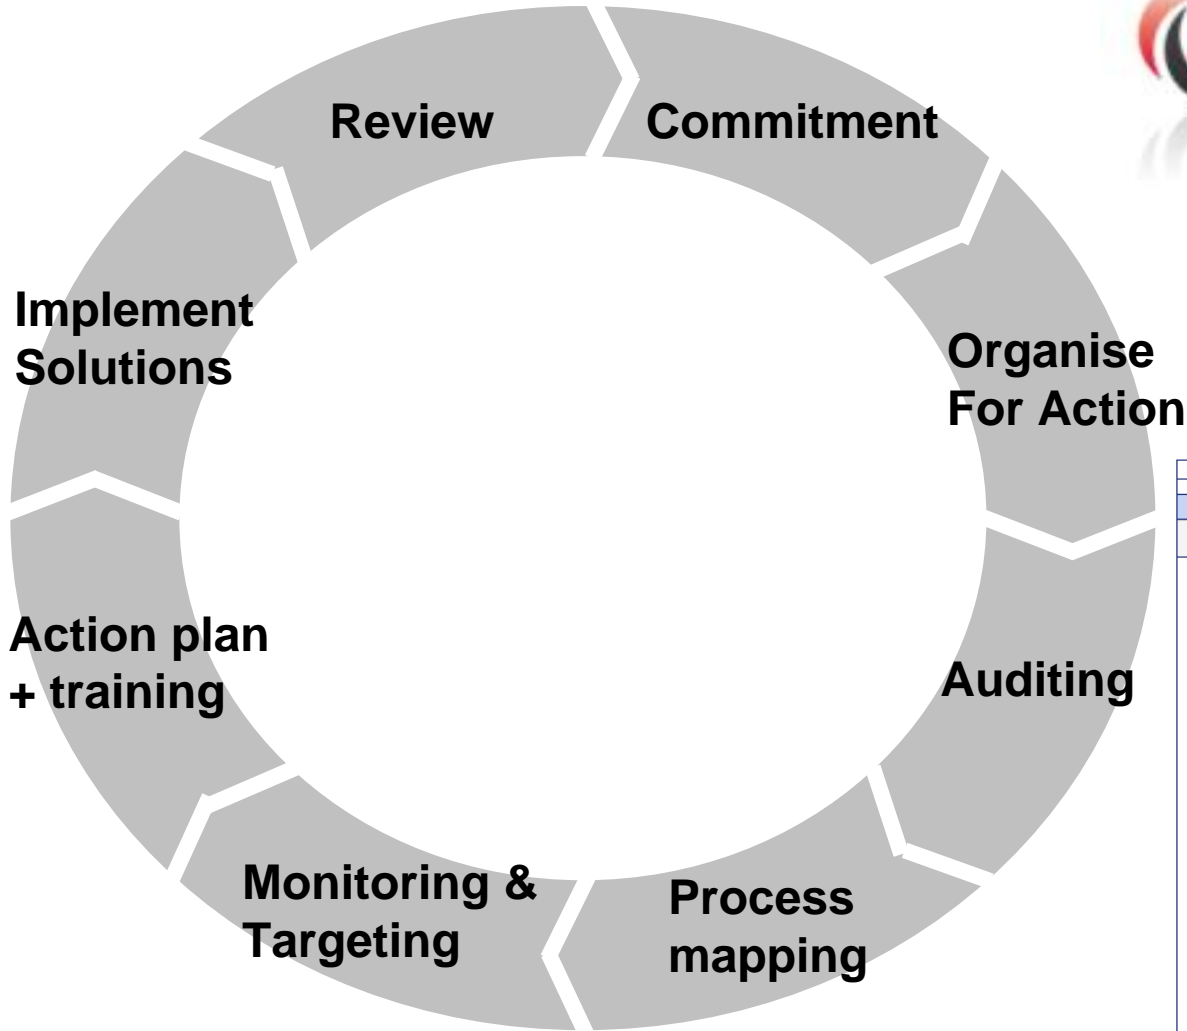 Review
Commitment
Implement
Solutions
Organise
For Action
Action plan
+ training
Auditing
Monitoring &
Targeting
Process
mapping